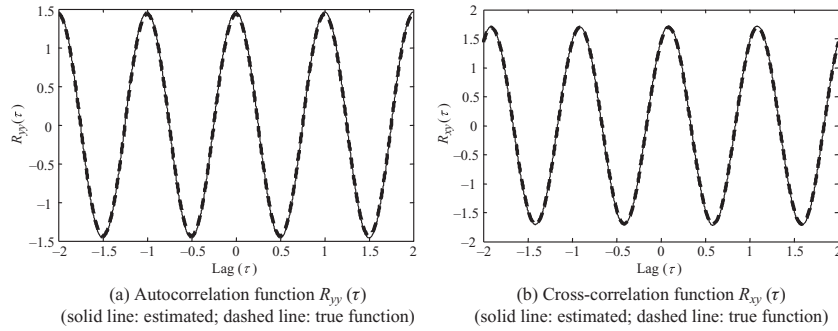 1.5
1
0.5
0
−0.5
−1
−1.5
R_yy(τ)
−2 −1.5 −1 −0.5 0 0.5 1 1.5 2
Lag (τ)
(a) Autocorrelation function R_yy (τ)
(solid line: estimated; dashed line: true function)
2
1.5
1
0.5
0
−0.5
−1
−1.5
−2
R_xy(τ)
−2 −1.5 −1 −0.5 0 0.5 1 1.5 2
Lag (τ)
(b) Cross-correlation function R_xy (τ)
(solid line: estimated; dashed line: true function)